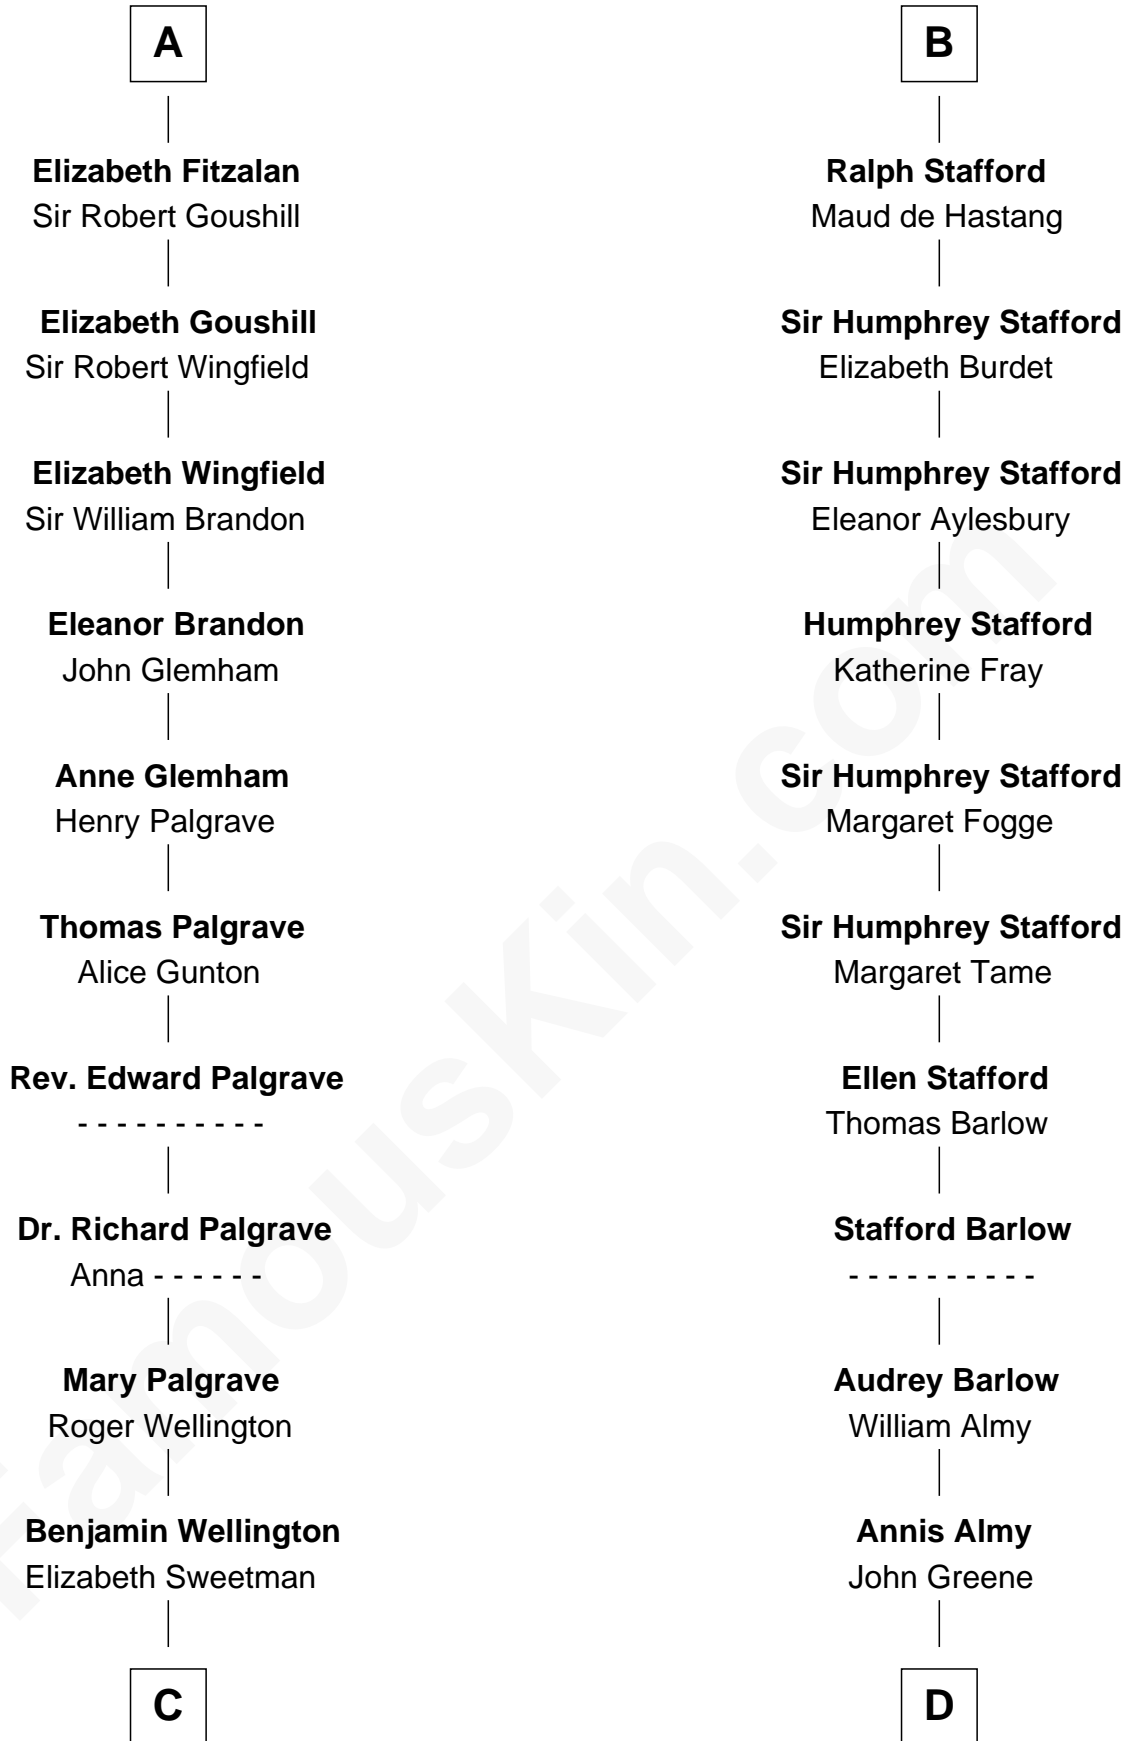 A
Elizabeth Fitzalan
Sir Robert Goushill
Elizabeth Goushill
Sir Robert Wingfield
Elizabeth Wingfield
Sir William Brandon
Eleanor Brandon
John Glemham
Anne Glemham
Henry Palgrave
Thomas Palgrave
Alice Gunton
Rev. Edward Palgrave
- - - - - - - - - -
Dr. Richard Palgrave
Anna - - - - - -
Mary Palgrave
Roger Wellington
Benjamin Wellington
Elizabeth Sweetman
C
B
Ralph Stafford
Maud de Hastang
Sir Humphrey Stafford
Elizabeth Burdet
Sir Humphrey Stafford
Eleanor Aylesbury
Humphrey Stafford
Katherine Fray
Sir Humphrey Stafford
Margaret Fogge
Sir Humphrey Stafford
Margaret Tame
Ellen Stafford
Thomas Barlow
Stafford Barlow
- - - - - - - - - -
Audrey Barlow
William Almy
Annis Almy
John Greene
D
FamousKin.com